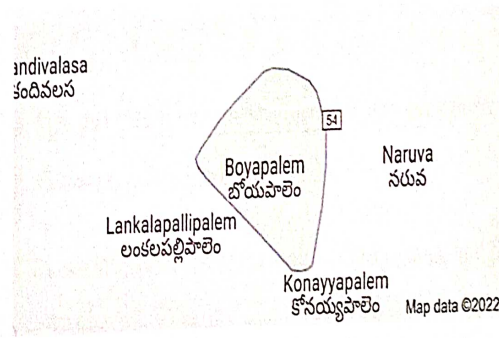 andivalasa
కందివలస
54
Boyapalem
బోయపాలెం
Naruva
నరువ
Lankalapallipalem
లంకలపల్లిపాలెం
Konayyapalem
కోనయ్యపాలెం
Map data ©2022